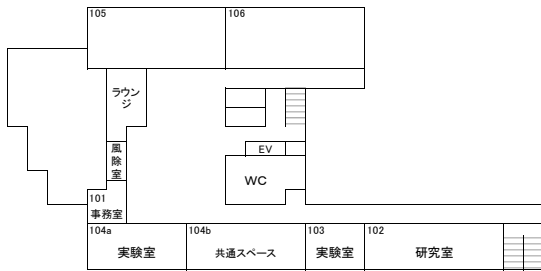 105
106
ラウン
ジ
風
除
室
EV
WC
101
事務室
104a
実験室
104b
共通スペース
103
実験室
102
研究室